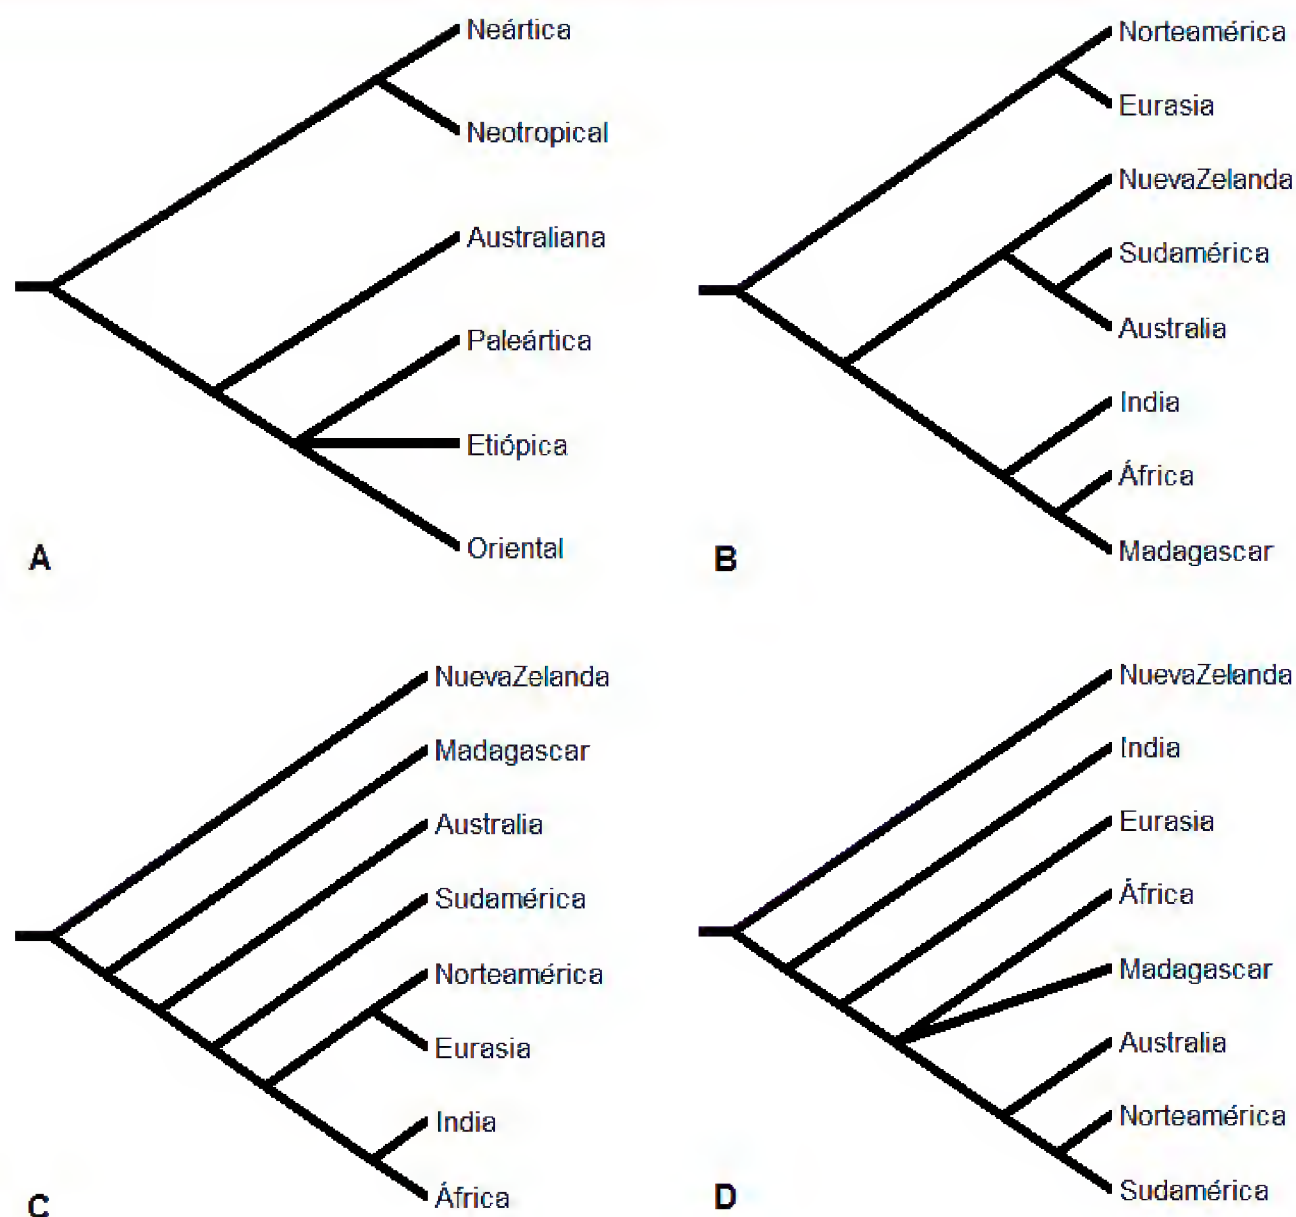 Neártica
Neotropical
Australiana
Paleártica
Etiópica
Oriental
A
Norteamérica
Eurasia
NuevaZelanda
Sudamérica
Australia
India
África
Madagascar
B
NuevaZelanda
Madagascar
Australia
Sudamérica
Norteamérica
Eurasia
India
África
C
NuevaZelanda
India
Eurasia
África
Madagascar
Australia
Norteamérica
Sudamérica
D